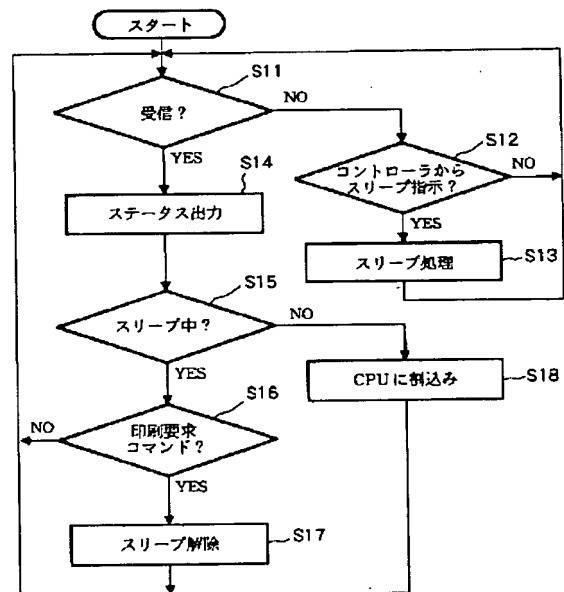 スタート
S11
受信?
NO
YES
S12
コントローラから
スリープ指示?
NO
YES
S14
ステータス出力
スリープ処理
S13
S15
スリープ中?
NO
YES
CPUに割込み
S18
S16
印刷要求
コマンド?
NO
YES
スリープ解除
S17